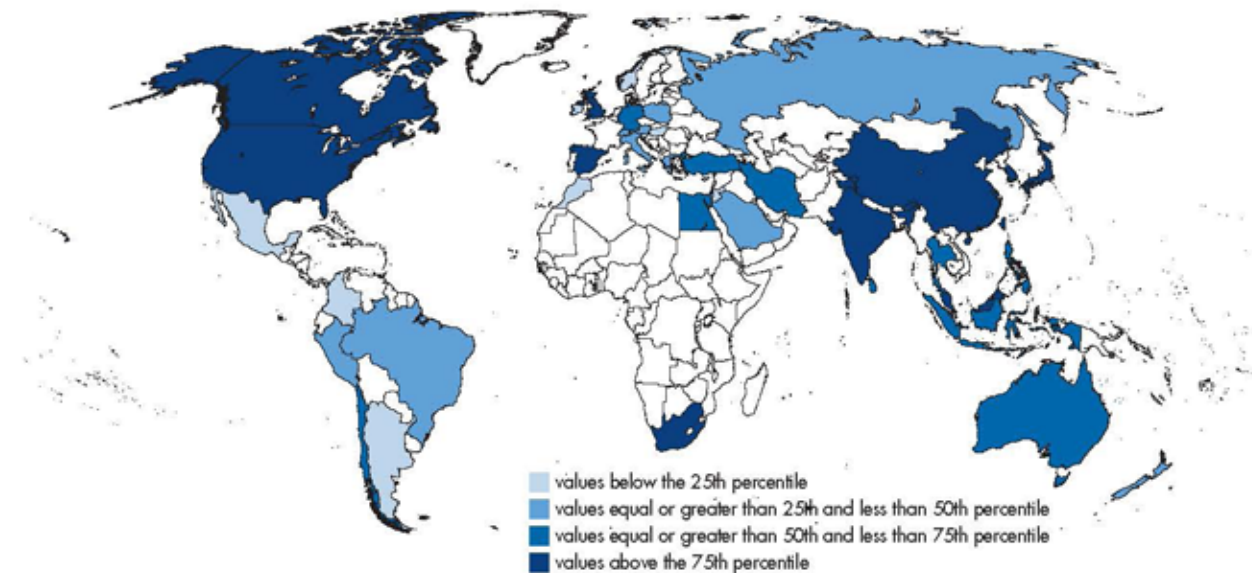 values below the 25th percentile
values equal or greater than 25th and less than 50th percentile
values equal or greater than 50th and less than 75th percentile
values above the 75th percentile